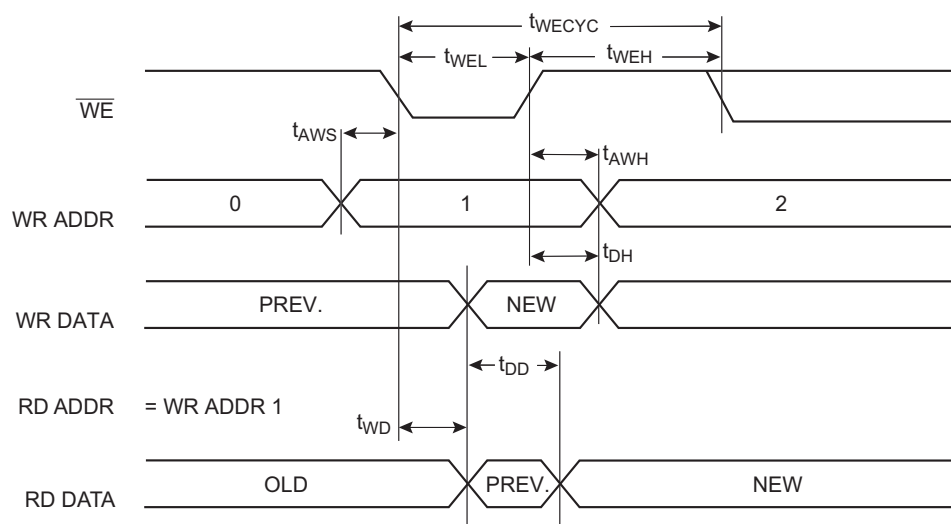 tWECYC
tWEL tWEH
WE
tAWS tAWH
WR ADDR 0 1 2
tDH
WR DATA PREV. NEW
tDD
RD ADDR = WR ADDR 1
tWD
RD DATA OLD PREV. NEW